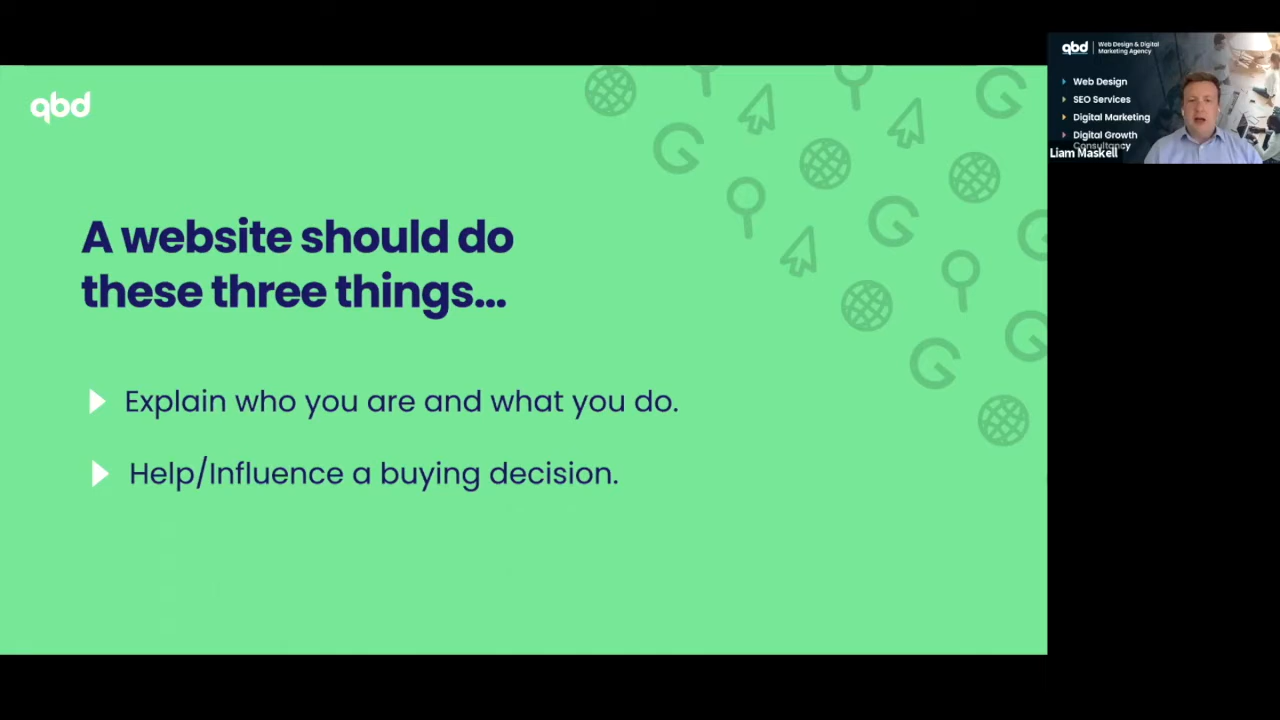 qbd
A website should do
these three things...
Explain who you are and what you do.
Help/Influence a buying decision.
qbd
Web Design & Digital
Marketing Agency
Web Design
SEO Services
Digital Marketing
Digital Growth
Consultancy
Liam Maskell